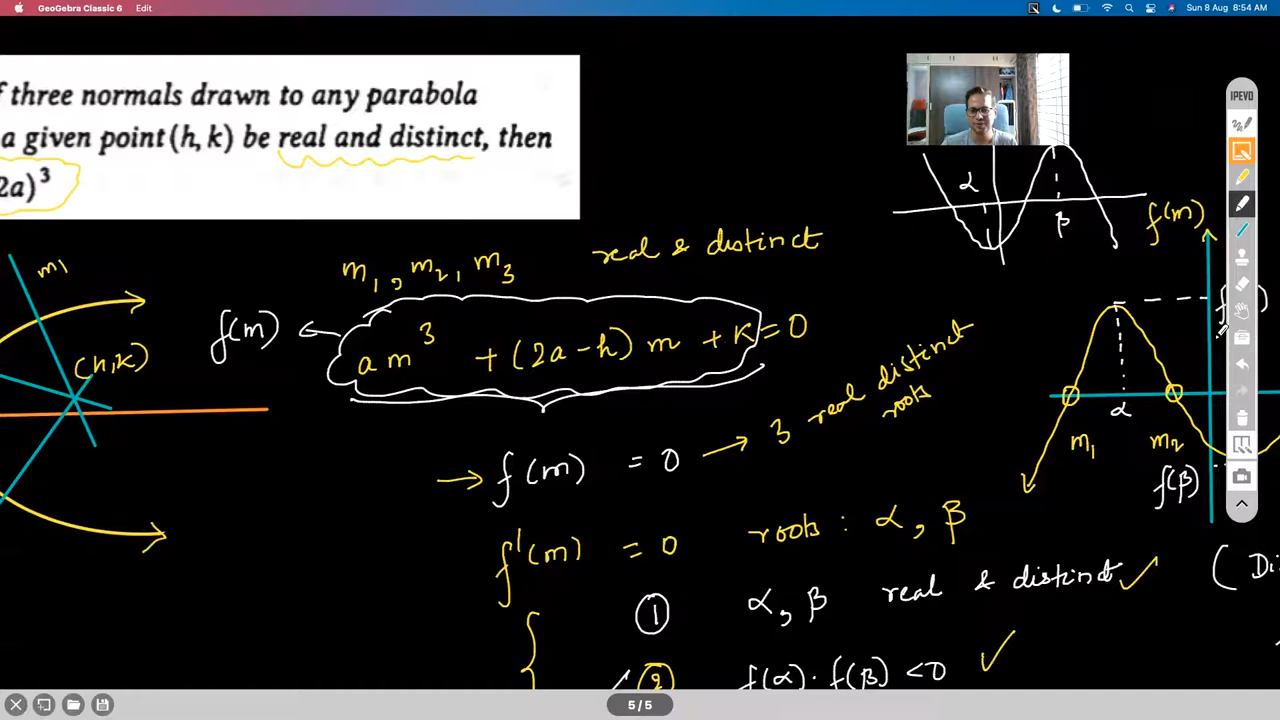 GeoGebra Classic 6 Edit
Sun 8 Aug 8:54 AM
f three normals drawn to any parabola
a given point (h, k) be real and distinct, then
2a)³
IPEVO
α
β
f(m)
m₁
m₁, m₂, m₃ real & distinct
f(m) ← am³ + (2a-h) m + k = 0
(h,k)
α
m₁ m₂
f(β)
→ f(m) = 0 → 3 real distinct
roots
f'(m) = 0 roots : α, β
① α, β real & distinct ✓
② f(α) · f(β) < 0 ✓
5 / 5